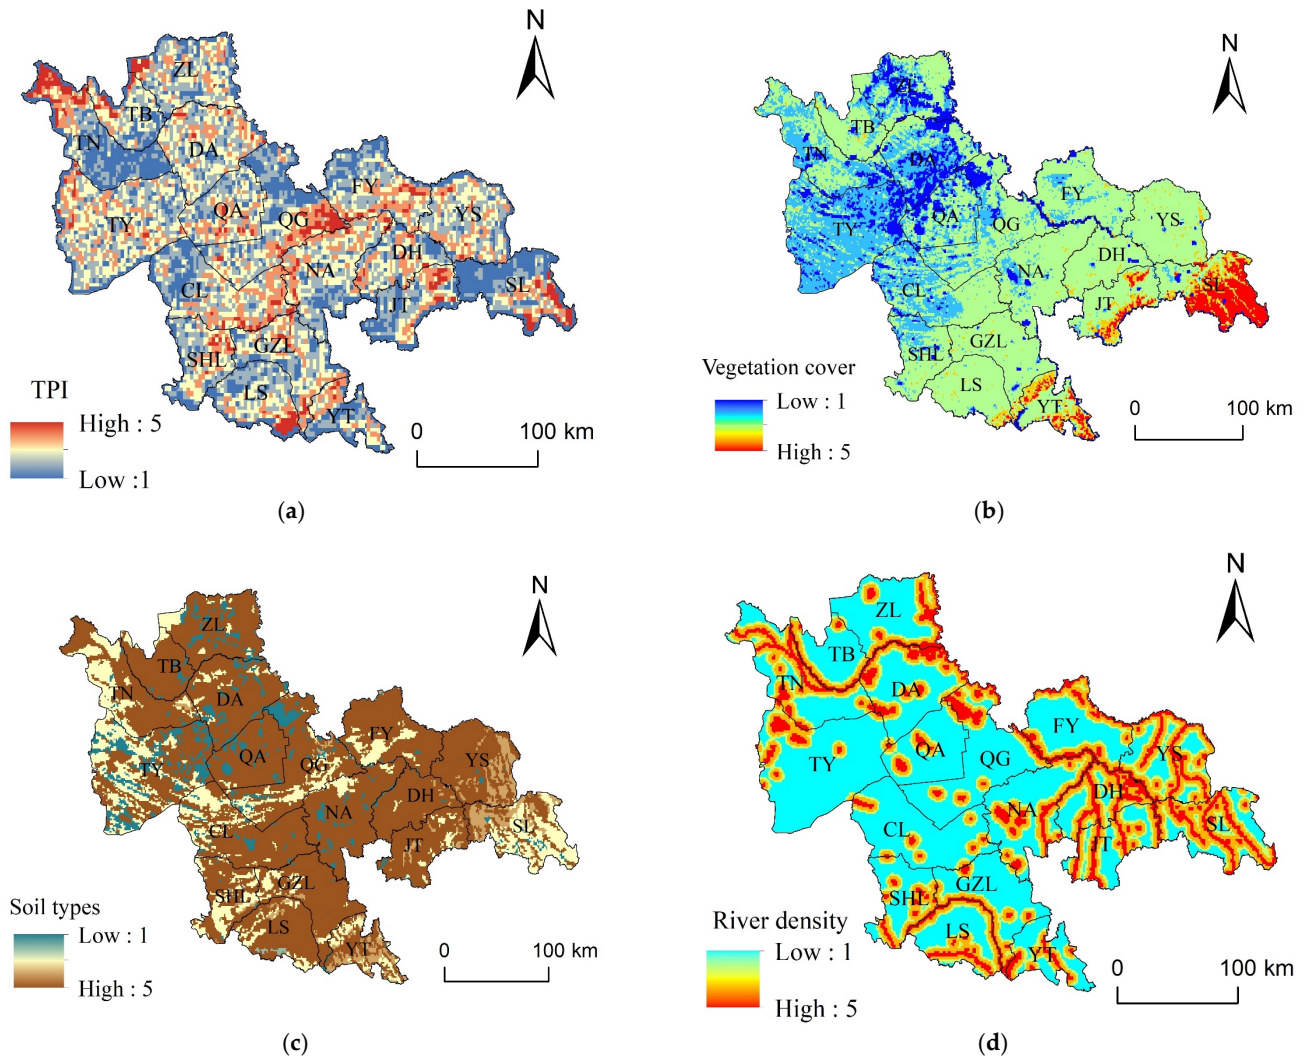 N
ZL
TB
TN
DA
FY
TY
QA
QG
YS
DH
NA
SL
CL
JT
GZL
SHL
LS
YT
TPI
High : 5
Low :1
0
100 km
(a)
N
ZL
TB
TN
DA
FY
TY
QA
QG
YS
DH
NA
SL
CL
JT
GZL
SHL
LS
YT
Vegetation cover
Low : 1
High : 5
0
100 km
(b)
N
ZL
TB
TN
DA
FY
TY
QA
QG
YS
DH
NA
SL
CL
JT
GZL
SHL
LS
YT
Soil types
Low : 1
High : 5
0
100 km
(c)
N
ZL
TB
TN
DA
FY
TY
QA
QG
YS
DH
NA
SL
CL
JT
GZL
SHL
LS
YT
River density
Low : 1
High : 5
0
100 km
(d)